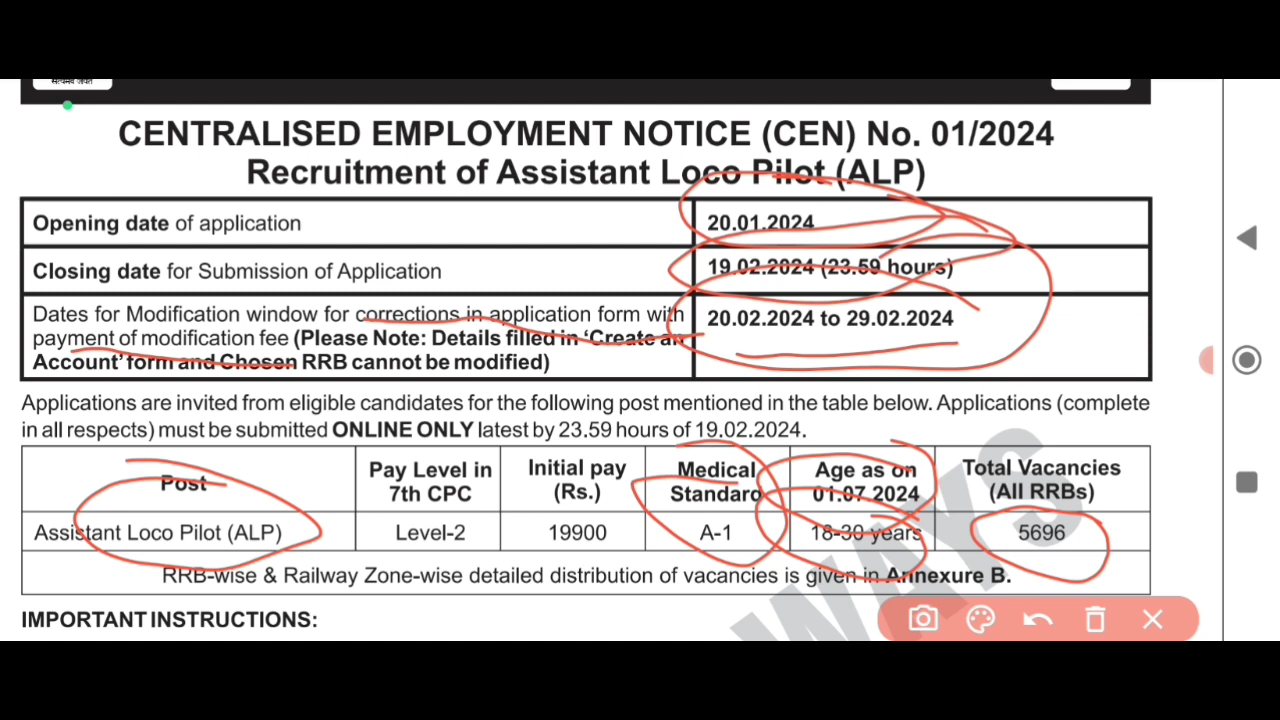 सत्यमेव जयते
CENTRALISED EMPLOYMENT NOTICE (CEN) No. 01/2024
Recruitment of Assistant Loco Pilot (ALP)
Opening date of application
20.01.2024
Closing date for Submission of Application
19.02.2024 (23.59 hours)
Dates for Modification window for corrections in application form with
payment of modification fee (Please Note: Details filled in ‘Create an
Account’ form and Chosen RRB cannot be modified)
20.02.2024 to 29.02.2024
Applications are invited from eligible candidates for the following post mentioned in the table below. Applications (complete
in all respects) must be submitted ONLINE ONLY latest by 23.59 hours of 19.02.2024.
Post
Pay Level in
7th CPC
Initial pay
(Rs.)
Medical
Standard
Age as on
01.07.2024
Total Vacancies
(All RRBs)
Assistant Loco Pilot (ALP)
Level-2
19900
A-1
18-30 years
5696
RRB-wise & Railway Zone-wise detailed distribution of vacancies is given in Annexure B.
IMPORTANT INSTRUCTIONS:
WAYS